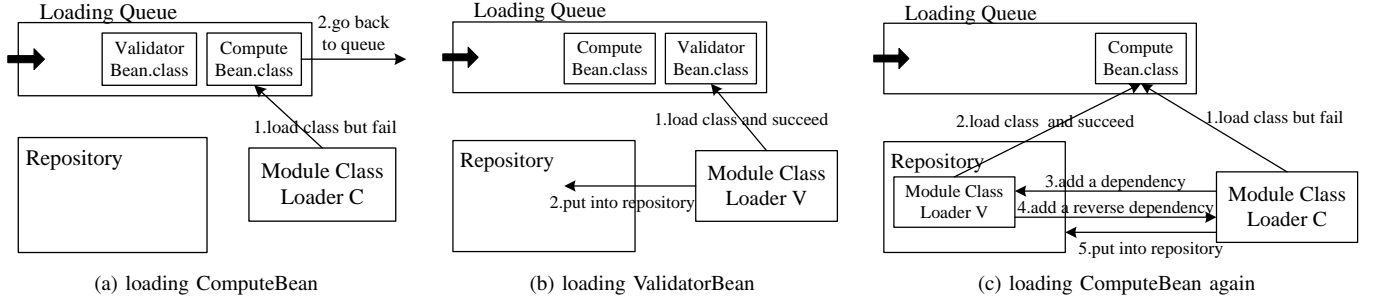 Loading Queue
Validator
Bean.class
Compute
Bean.class
2.go back
to queue
1.load class but fail
Repository
Module Class
Loader C
(a) loading ComputeBean
Loading Queue
Compute
Bean.class
Validator
Bean.class
1.load class and succeed
Repository
Module Class
Loader V
2.put into repository
(b) loading ValidatorBean
Loading Queue
Compute
Bean.class
2.load class and succeed
1.load class but fail
Repository
Module Class
Loader V
3.add a dependency
4.add a reverse dependency
5.put into repository
Module Class
Loader C
(c) loading ComputeBean again